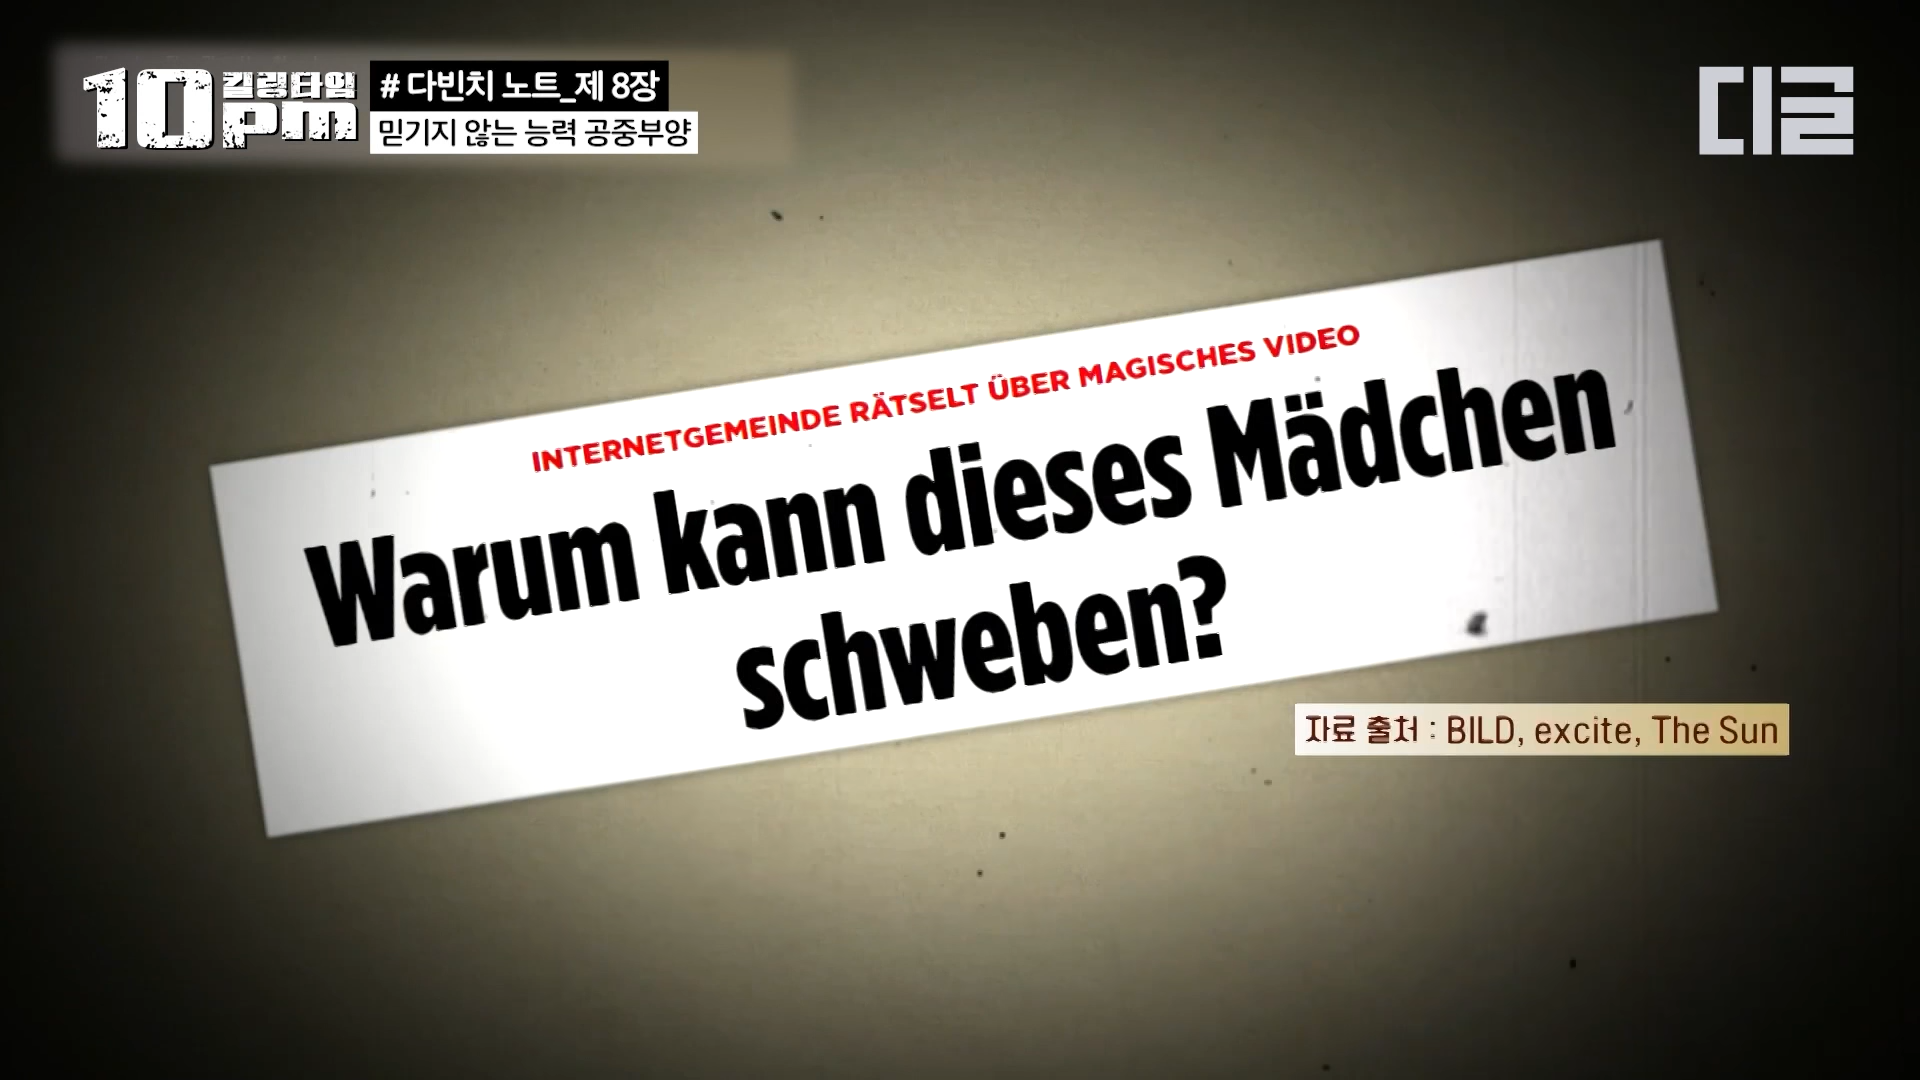 10pm 킬링타임
# 다빈치 노트_제 8장
믿기지 않는 능력 공중부양
디글
INTERNETGEMEINDE RÄTSELT ÜBER MAGISCHES VIDEO
Warum kann dieses Mädchen
schweben?
자료 출처 : BILD, excite, The Sun